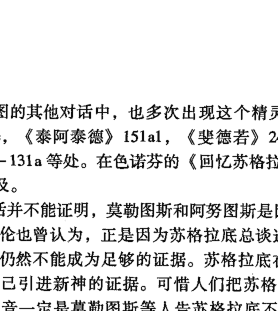 图的其他对话中，也多次出现这个精灵
，《泰阿泰德》151a1，《斐德若》24
-131a 等处。在色诺芬的《回忆苏格拉
及。
话并不能证明，莫勒图斯和阿努图斯是
伦也曾认为，正是因为苏格拉底总谈
仍然不能成为足够的证据。苏格拉底
己引进新神的证据。可惜人们把苏格
音一定是莫勒图斯等人告苏格拉底不